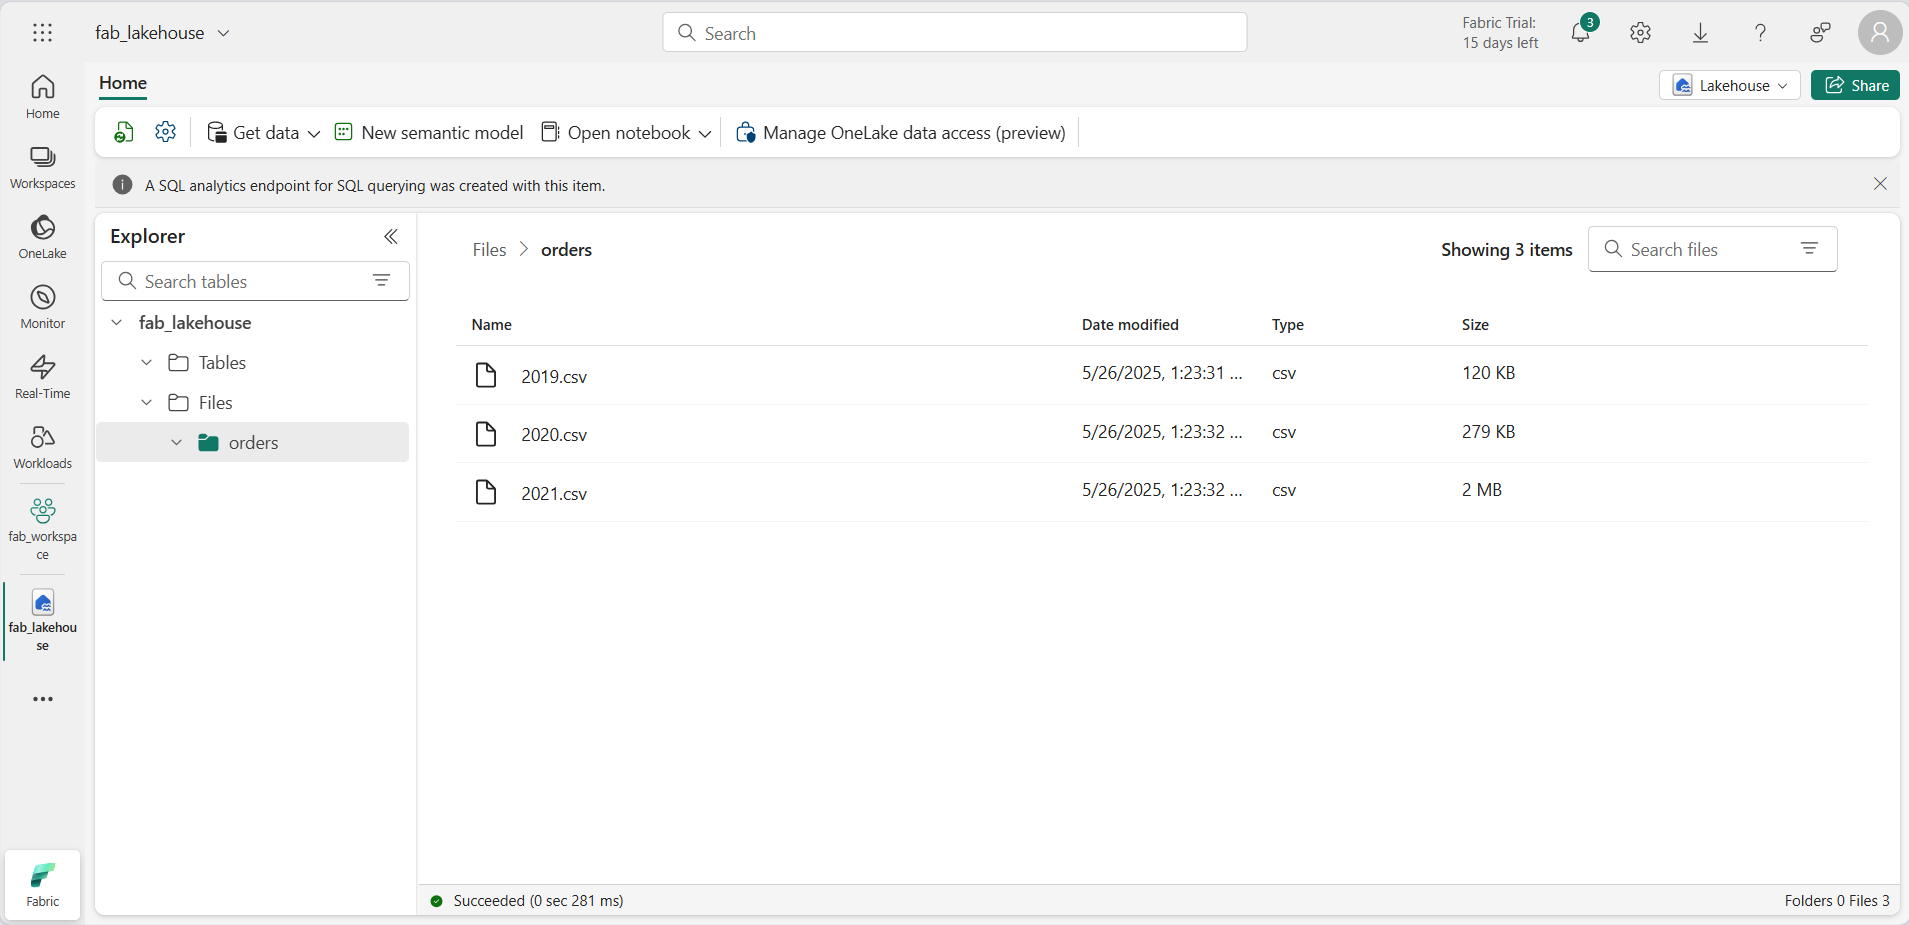 fab_lakehouse
Search
Fabric Trial:
15 days left
3
Home
Workspaces
OneLake
Monitor
Real-Time
Workloads
fab_workspa
ce
fab_lakehou
se
Fabric
Home
Lakehouse
Share
Get data
New semantic model
Open notebook
Manage OneLake data access (preview)
A SQL analytics endpoint for SQL querying was created with this item.
Explorer
Search tables
fab_lakehouse
Tables
Files
orders
Files > orders
Showing 3 items
Search files
Name Date modified Type Size
2019.csv 5/26/2025, 1:23:31 ... csv 120 KB
2020.csv 5/26/2025, 1:23:32 ... csv 279 KB
2021.csv 5/26/2025, 1:23:32 ... csv 2 MB
Succeeded (0 sec 281 ms)
Folders 0 Files 3